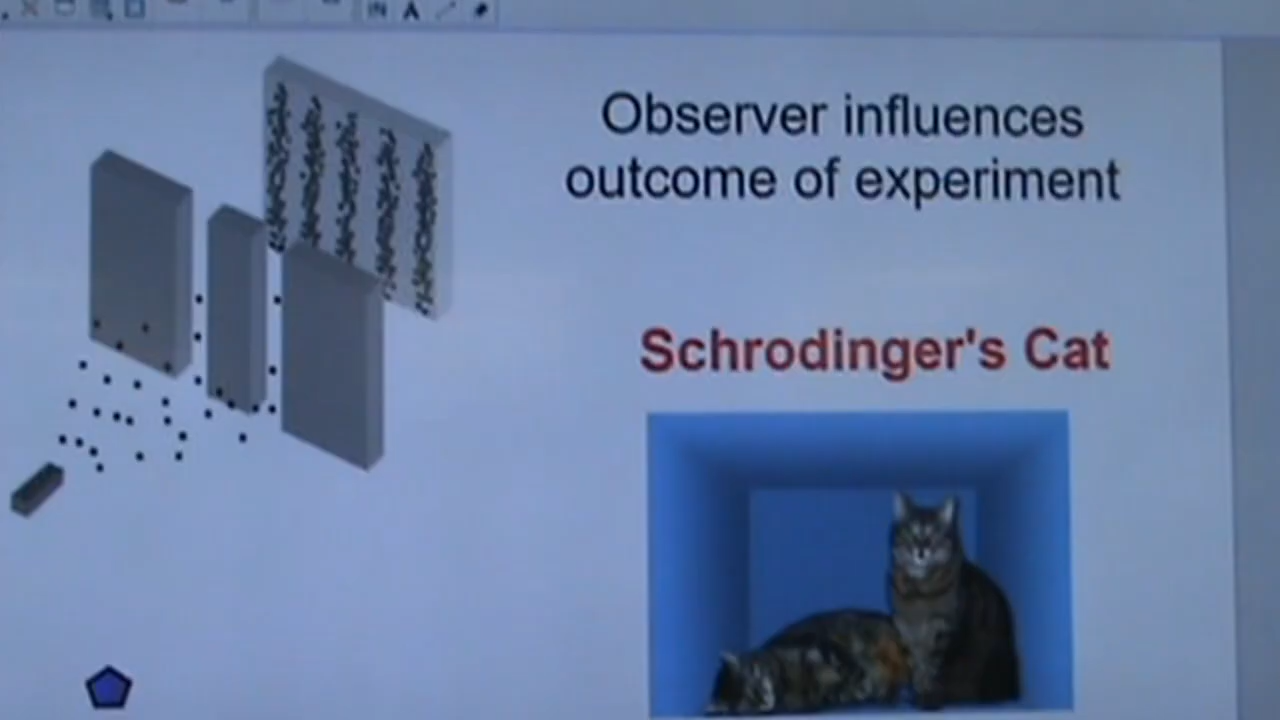 Observer influences
outcome of experiment
Schrodinger's Cat